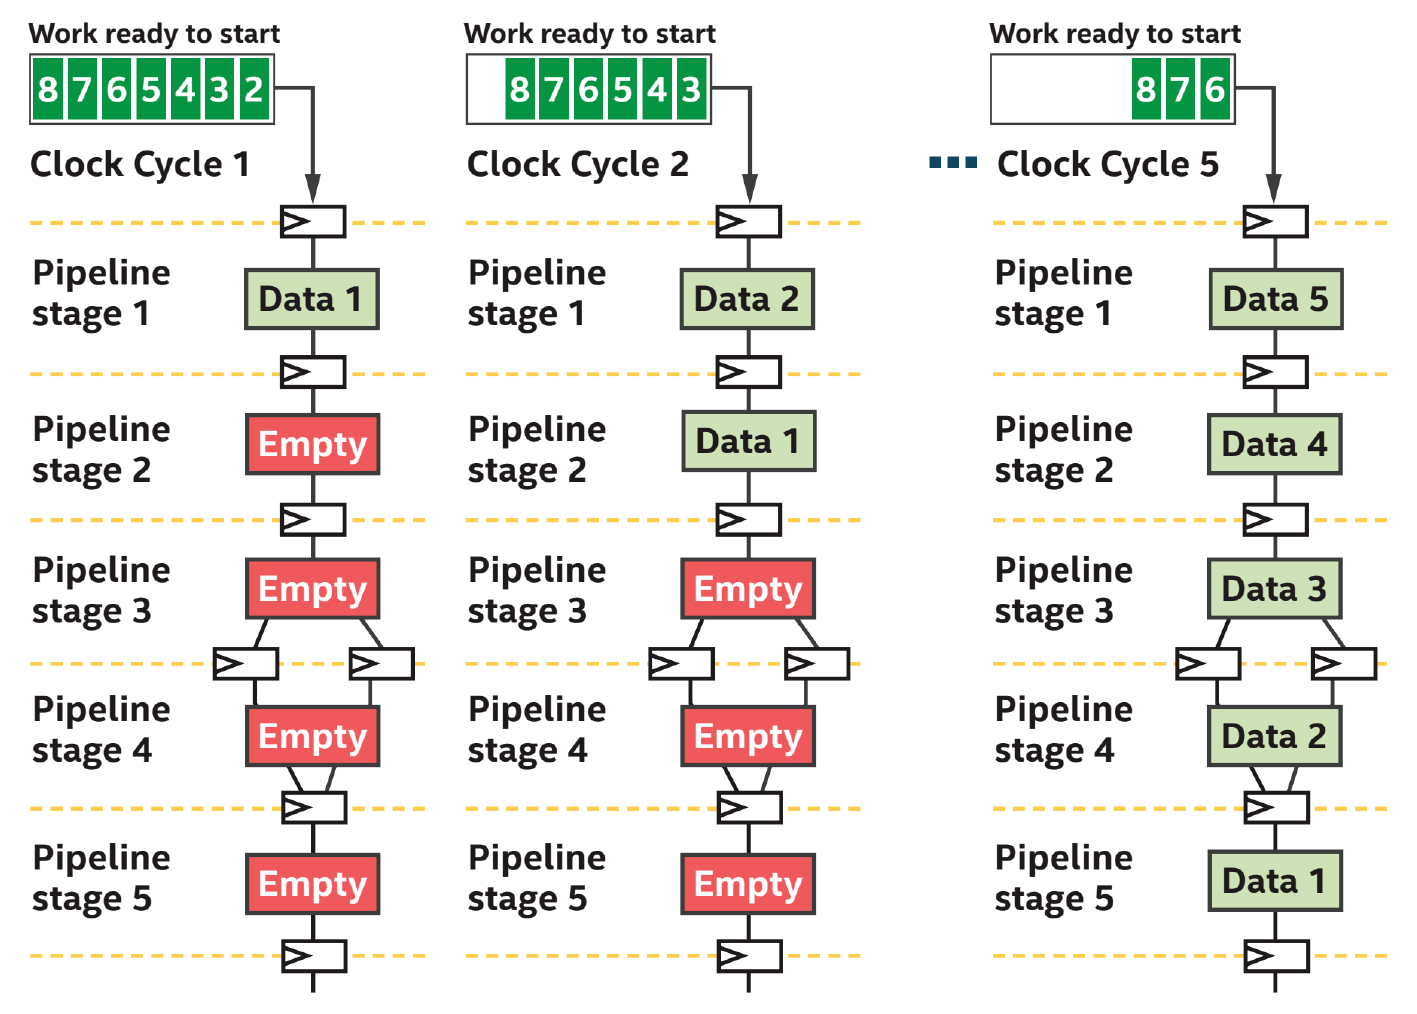 Work ready to start
8 7 6 5 4 3 2
Clock Cycle 1
Pipeline
stage 1
Data 1
Pipeline
stage 2
Empty
Pipeline
stage 3
Empty
Pipeline
stage 4
Empty
Pipeline
stage 5
Empty
Work ready to start
8 7 6 5 4 3
Clock Cycle 2
Pipeline
stage 1
Data 2
Pipeline
stage 2
Data 1
Pipeline
stage 3
Empty
Pipeline
stage 4
Empty
Pipeline
stage 5
Empty
Work ready to start
8 7 6
Clock Cycle 5
Pipeline
stage 1
Data 5
Pipeline
stage 2
Data 4
Pipeline
stage 3
Data 3
Pipeline
stage 4
Data 2
Pipeline
stage 5
Data 1